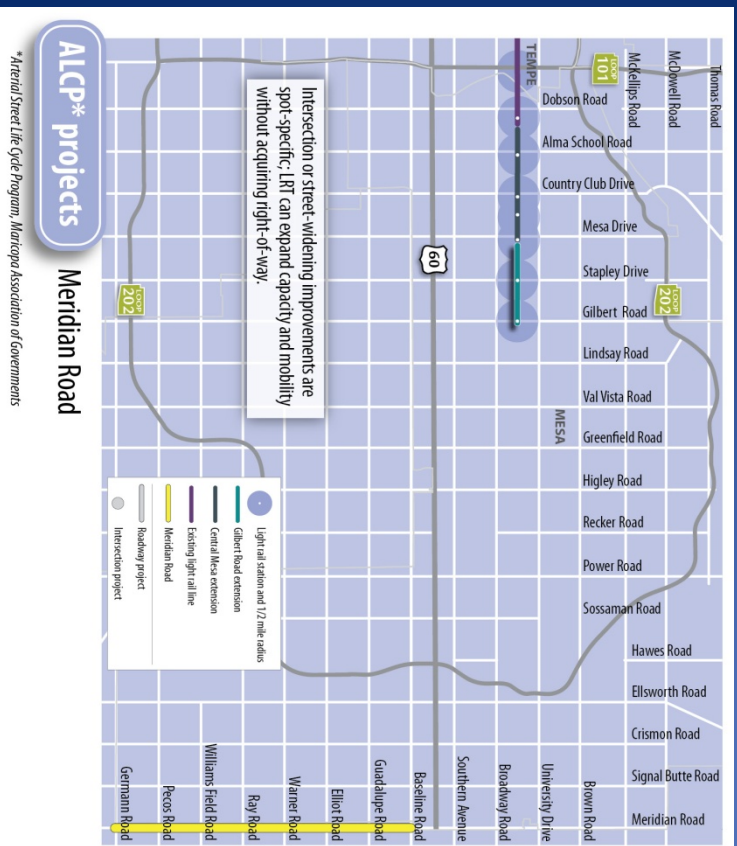 Thomas Road
McDowell Road
McKellips Road
LOOP
101
TEMPE
Dobson Road
Alma School Road
Country Club Drive
Mesa Drive
Stapley Drive
Gilbert Road
Lindsay Road
Val Vista Road
Greenfield Road
Higley Road
Recker Road
Power Road
Sossaman Road
Hawes Road
Ellsworth Road
Crismon Road
Signal Butte Road
Meridian Road
LOOP
202
MESA
60
LOOP
202
Brown Road
University Drive
Broadway Road
Southern Avenue
Baseline Road
Guadalupe Road
Elliot Road
Warner Road
Ray Road
Williams Field Road
Pecos Road
Germann Road
Intersection or street-widening improvements are
spot-specific; LRT can expand capacity and mobility
without acquiring right-of-way.
Light rail station and 1/2 mile radius
Gilbert Road extension
Central Mesa extension
Existing light rail line
Meridian Road
Roadway project
Intersection project
ALCP* projects
Meridian Road
*Arterial Street Life Cycle Program, Maricopa Association of Governments